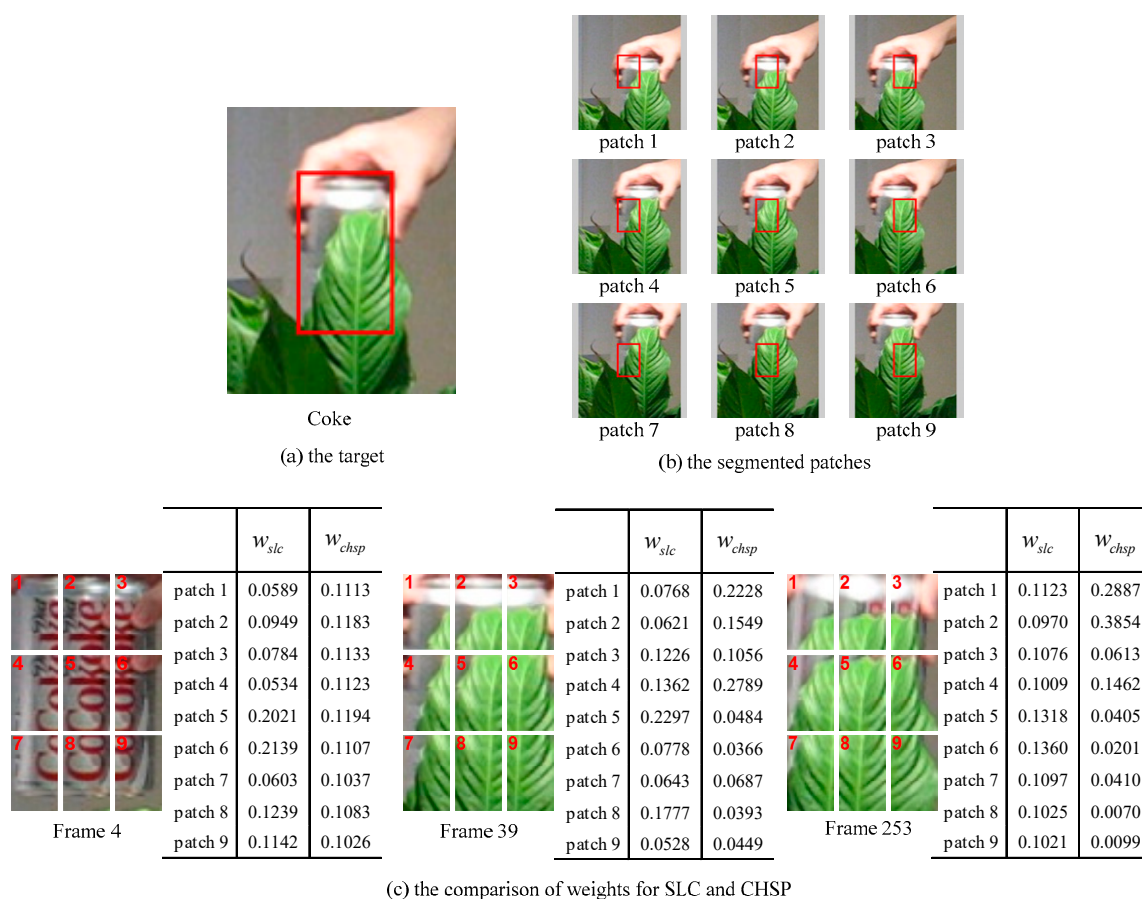 patch 1
patch 2
patch 3
patch 4
patch 5
patch 6
patch 7
patch 8
patch 9
Coke
(a) the target
(b) the segmented patches
1 2 3
4 5 6
7 8 9
Coke Coke Coke
Frame 4
w_slc w_chsp
patch 1 0.0589 0.1113
patch 2 0.0949 0.1183
patch 3 0.0784 0.1133
patch 4 0.0534 0.1123
patch 5 0.2021 0.1194
patch 6 0.2139 0.1107
patch 7 0.0603 0.1037
patch 8 0.1239 0.1083
patch 9 0.1142 0.1026
1 2 3
4 5 6
7 8 9
Frame 39
w_slc w_chsp
patch 1 0.0768 0.2228
patch 2 0.0621 0.1549
patch 3 0.1226 0.1056
patch 4 0.1362 0.2789
patch 5 0.2297 0.0484
patch 6 0.0778 0.0366
patch 7 0.0643 0.0687
patch 8 0.1777 0.0393
patch 9 0.0528 0.0449
1 2 3
4 5 6
7 8 9
Frame 253
w_slc w_chsp
patch 1 0.1123 0.2887
patch 2 0.0970 0.3854
patch 3 0.1076 0.0613
patch 4 0.1009 0.1462
patch 5 0.1318 0.0405
patch 6 0.1360 0.0201
patch 7 0.1097 0.0410
patch 8 0.1025 0.0070
patch 9 0.1021 0.0099
(c) the comparison of weights for SLC and CHSP